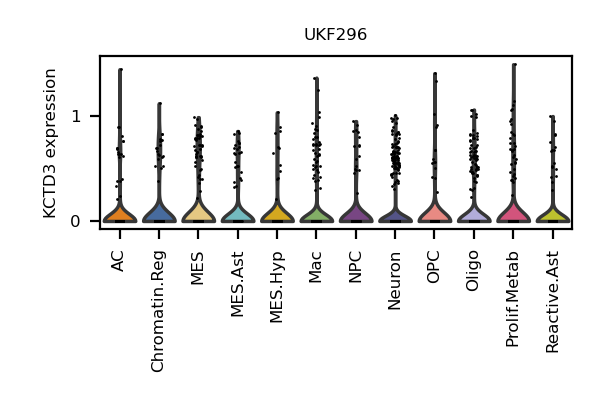 UKF296
KCTD3 expression
1
0
AC
Chromatin.Reg
MES
MES.Ast
MES.Hyp
Mac
NPC
Neuron
OPC
Oligo
Prolif.Metab
Reactive.Ast